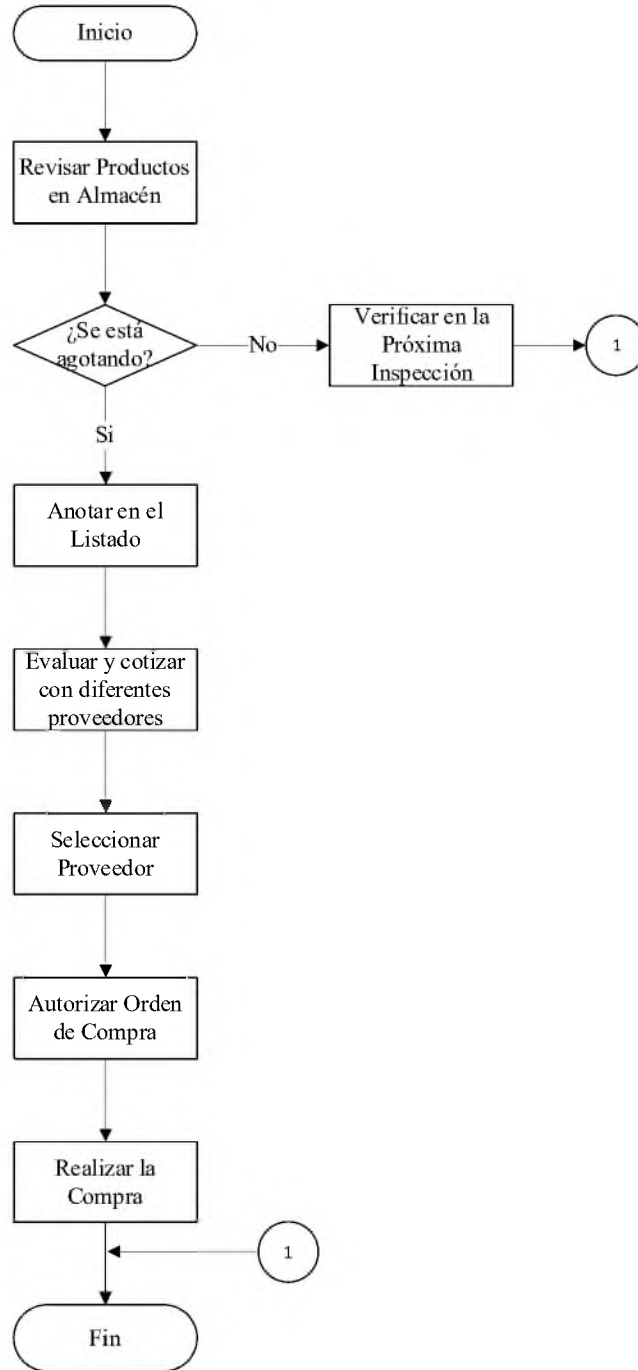 Inicio
Revisar Productos
en Almacén
¿Se está
agotando?
No
Verificar en la
Próxima
Inspección
1
Si
Anotar en el
Listado
Evaluar y cotizar
con diferentes
proveedores
Seleccionar
Proveedor
Autorizar Orden
de Compra
Realizar la
Compra
1
Fin